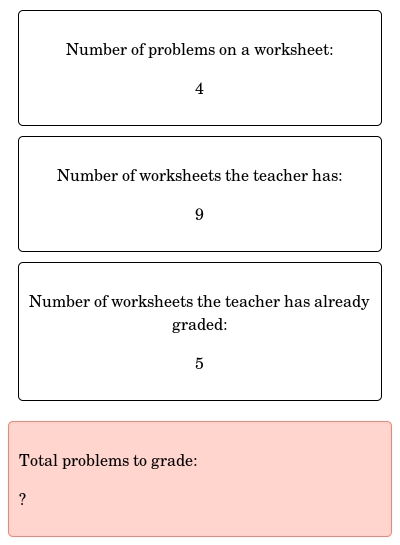 Number of problems on a worksheet:
4
Number of worksheets the teacher has:
9
Number of worksheets the teacher has already
graded:
5
Total problems to grade:
?